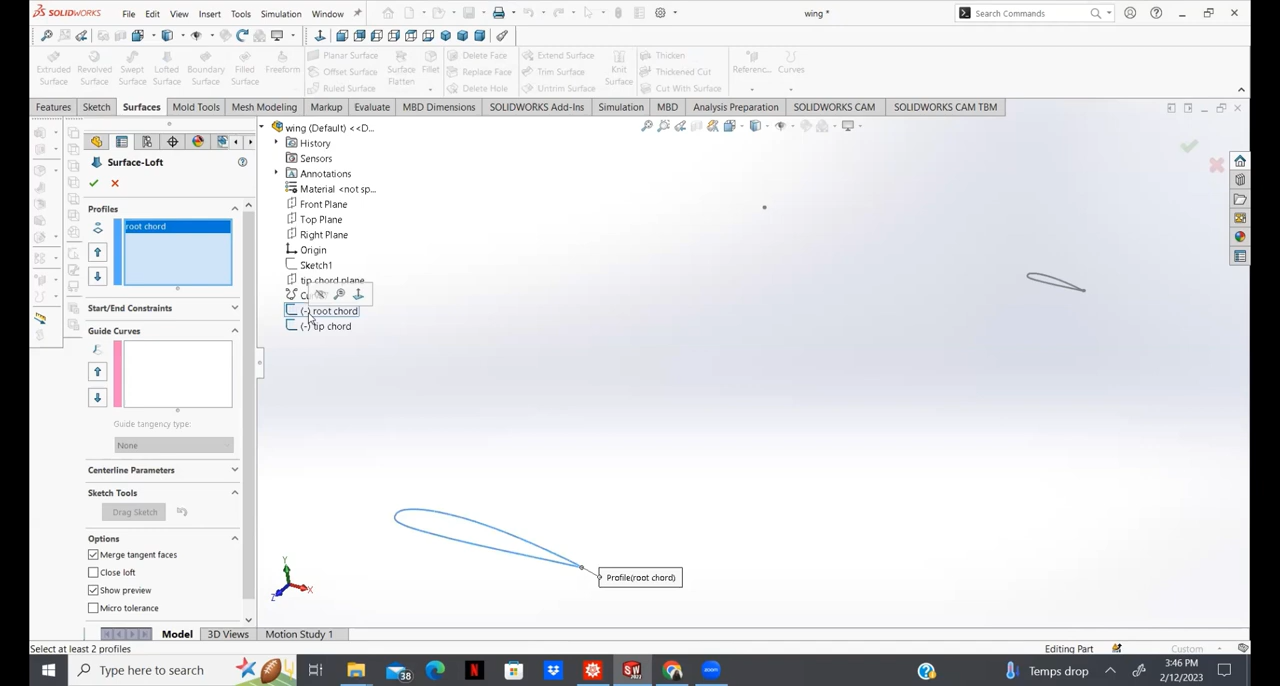 SOLIDWORKS File Edit View Insert Tools Simulation Window wing * Search Commands
Extruded Surface Revolved Surface Swept Surface Lofted Surface Boundary Surface Filled Surface Freeform Planar Surface Offset Surface Ruled Surface Surface Flatten Fillet Delete Face Replace Face Delete Hole Extend Surface Trim Surface Untrim Surface Knit Surface Thicken Thickened Cut Cut With Surface Referenc... Curves
Features Sketch Surfaces Mold Tools Mesh Modeling Markup Evaluate MBD Dimensions SOLIDWORKS Add-Ins Simulation MBD Analysis Preparation SOLIDWORKS CAM SOLIDWORKS CAM TBM
Surface-Loft
Profiles
root chord
Start/End Constraints
Guide Curves
Guide tangency type:
None
Centerline Parameters
Sketch Tools
Drag Sketch
Options
Merge tangent faces
Close loft
Show preview
Micro tolerance
wing (Default) <<D...
History
Sensors
Annotations
Material <not sp...
Front Plane
Top Plane
Right Plane
Origin
Sketch1
tip chord plane
(-) root chord
(-) tip chord
Profile(root chord)
Y
X
Z
Model 3D Views Motion Study 1
Select at least 2 profiles Editing Part Custom
Type here to search 38 SW 2022 Temps drop 3:46 PM
2/12/2023